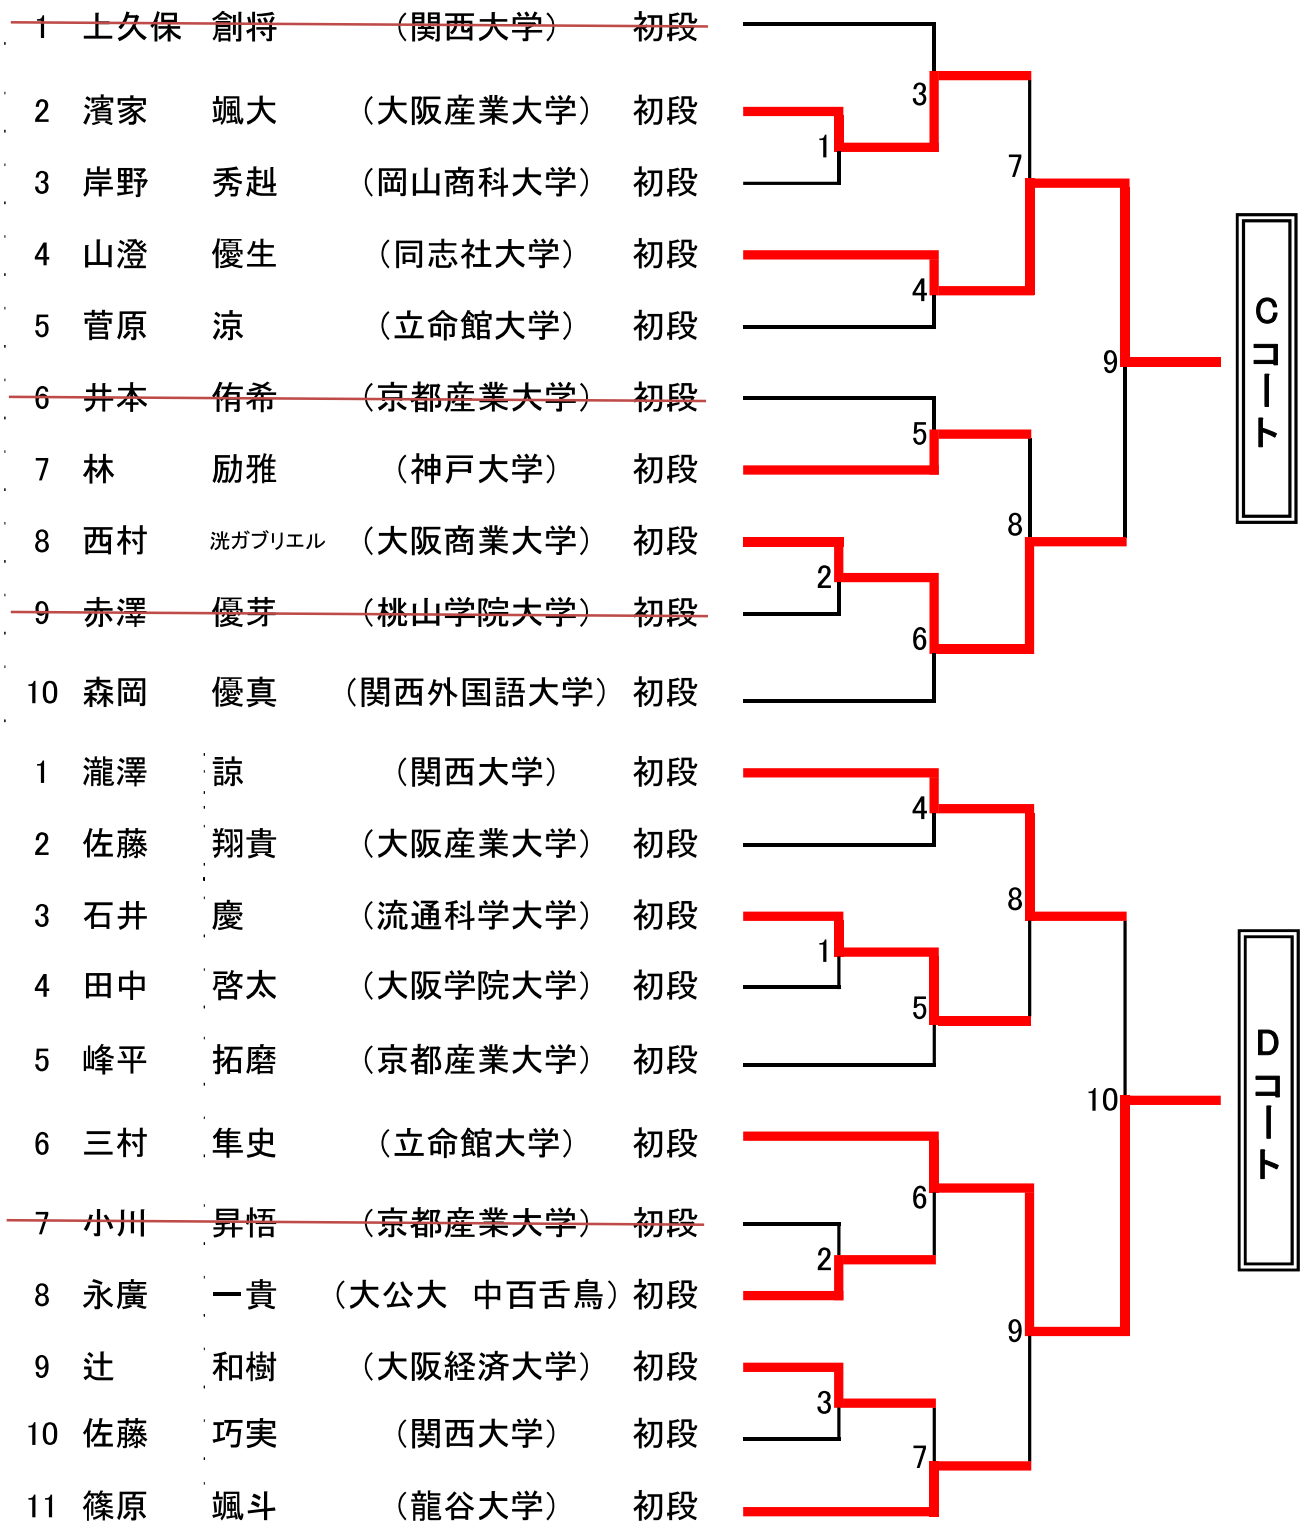 1 上久保 創将 （関西大学） 初段
2 濱家 颯大 （大阪産業大学） 初段
3 岸野 秀赳 （岡山商科大学） 初段
4 山澄 優生 （同志社大学） 初段
5 菅原 涼 （立命館大学） 初段
6 井本 侑希 （京都産業大学） 初段
7 林 励雅 （神戸大学） 初段
8 西村 洸ガブリエル （大阪商業大学） 初段
9 赤澤 優芽 （桃山学院大学） 初段
10 森岡 優真 （関西外国語大学） 初段
3
1
7
4
9
5
8
2
6
Cコート
1 瀧澤 諒 （関西大学） 初段
2 佐藤 翔貴 （大阪産業大学） 初段
3 石井 慶 （流通科学大学） 初段
4 田中 啓太 （大阪学院大学） 初段
5 峰平 拓磨 （京都産業大学） 初段
6 三村 隼史 （立命館大学） 初段
7 小川 昇悟 （京都産業大学） 初段
8 永廣 一貴 （大公大　中百舌鳥） 初段
9 辻 和樹 （大阪経済大学） 初段
10 佐藤 巧実 （関西大学） 初段
11 篠原 颯斗 （龍谷大学） 初段
4
8
1
5
10
6
2
9
3
7
Dコート